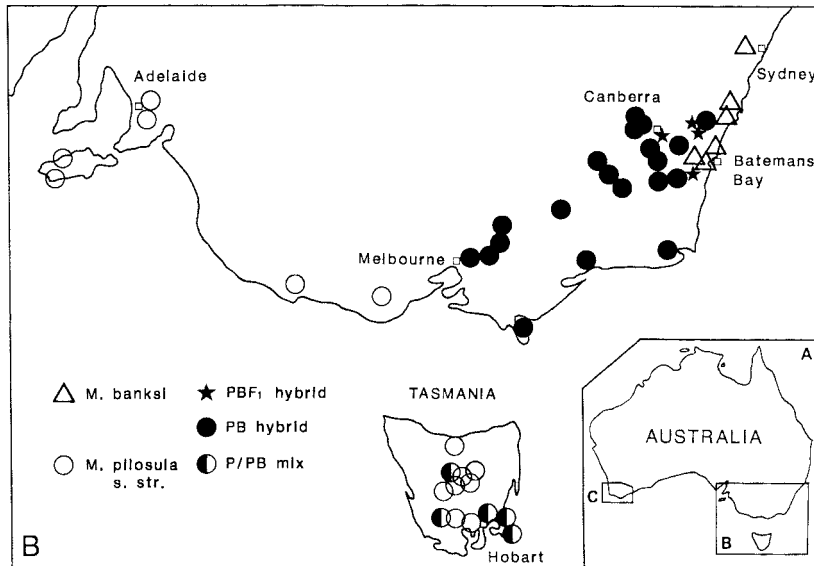 Adelaide
Sydney
Canberra
Batemans
Bay
Melbourne
M. banksi
PBF₁ hybrid
PB hybrid
M. pilosula
s. str.
P/PB mix
TASMANIA
Hobart
B
A
AUSTRALIA
C
B